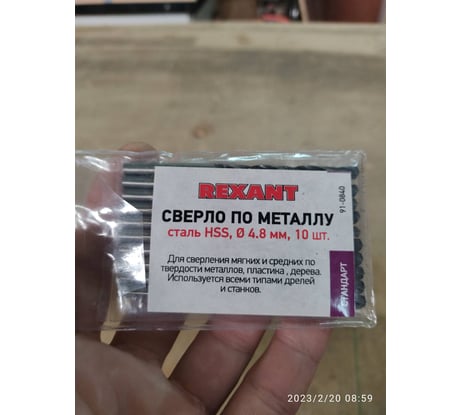 REXANT
СВЕРЛО ПО МЕТАЛЛУ
сталь HSS, Ø 4.8 мм, 10 шт.
Для сверления мягких и средних по
твердости металлов, пластика , дерева.
Используется всеми типами дрелей
и станков.
91-0840
СТАНДАРТ
2023/2/20 08:59